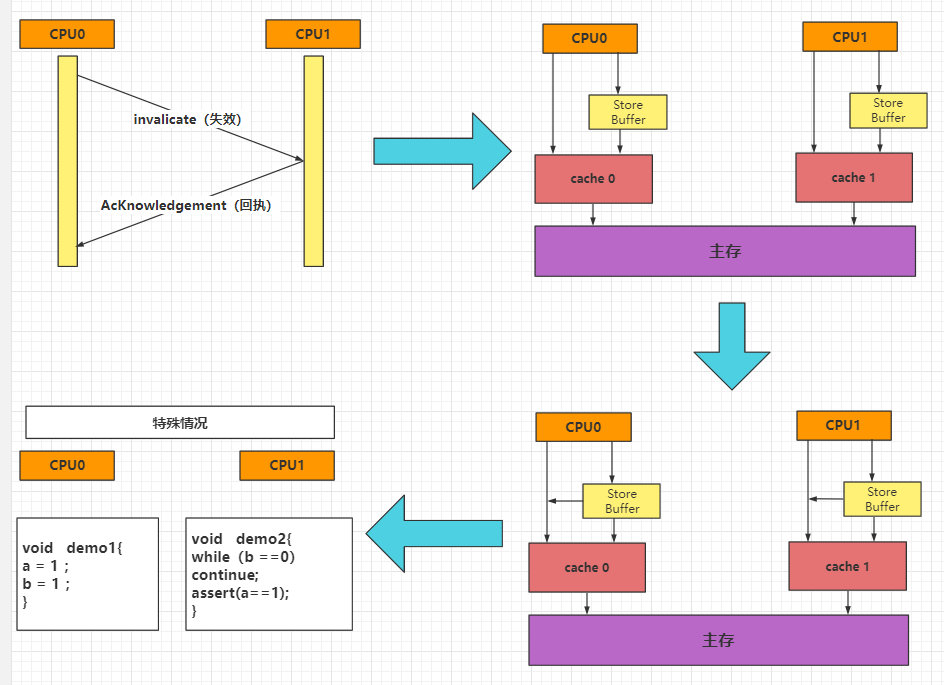 CPU0
CPU1
invalicate（失效）
AcKnowledgement（回执）
CPU0
CPU1
Store
Buffer
Store
Buffer
cache 0
cache 1
主存
特殊情况
CPU0
CPU1
void demo1{
a = 1 ;
b = 1 ;
}
void demo2{
while（b ==0）
continue;
assert(a==1);
}
CPU0
CPU1
Store
Buffer
Store
Buffer
cache 0
cache 1
主存